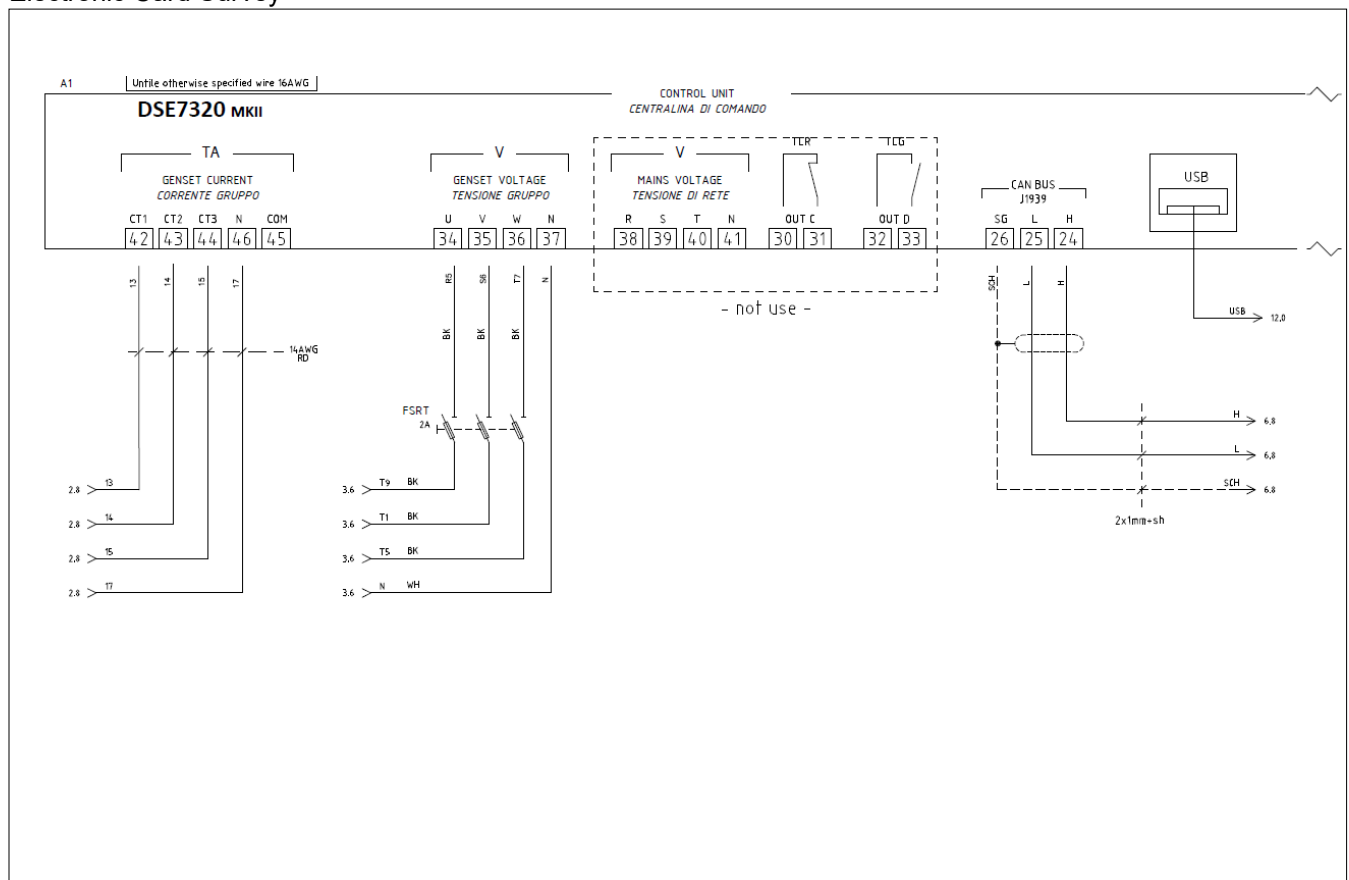 A1
Untile otherwise specified wire 16AWG
DSE7320 MKII
CONTROL UNIT
CENTRALINA DI COMANDO
TA
GENSET CURRENT
CORRENTE GRUPPO
CT1 CT2 CT3 N COM
42 43 44 46 45
V
GENSET VOLTAGE
TENSIONE GRUPPO
U V W N
34 35 36 37
V
MAINS VOLTAGE
TENSIONE DI RETE
R S T N
38 39 40 41
TCR
OUT C
30 31
TCG
OUT D
32 33
- not use -
CAN BUS
J1939
SG L H
26 25 24
USB
13 14 15 17
14AWG
RD
R5 S6 T7 N
BK BK BK
FSRT
2A
SCH L H
USB 12.0
2.8 13
2.8 14
2.8 15
2.8 17
3.6 T9 BK
3.6 T1 BK
3.6 T5 BK
3.6 N WH
H 6.8
L 6.8
SCH 6.8
2x1mm+sh